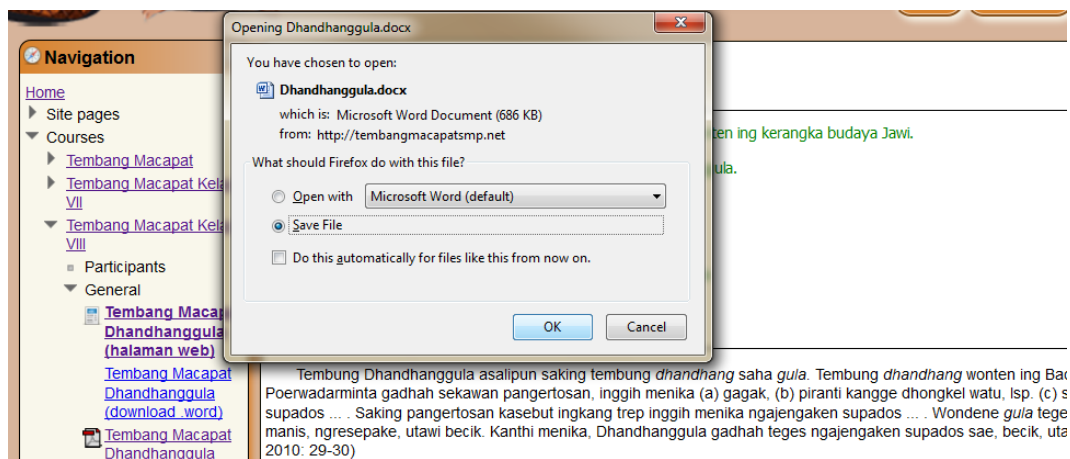 Opening Dhandhanggula.docx
You have chosen to open:
Dhandhanggula.docx
which is: Microsoft Word Document (686 KB)
from: http://tembangmacapatsmp.net
What should Firefox do with this file?
Open with
Microsoft Word (default)
Save File
Do this automatically for files like this from now on.
OK
Cancel
Navigation
Home
Site pages
Courses
Tembang Macapat
Tembang Macapat Kela
VII
Tembang Macapat Kela
VIII
Participants
General
Tembang Macap
Dhandhanggula
(halaman web)
Tembang Macapat
Dhandhanggula
(download .word)
Tembang Macapat
Dhandhanggula
ten ing kerangka budaya Jawi.
ula.
Tembung Dhandhanggula asalipun saking tembung dhandhang saha gula. Tembung dhandhang wonten ing Ba
Poerwadarminta gadhah sekawan pangertosan, inggih menika (a) gagak, (b) piranti kangge dhongkel watu, lsp. (c) s
supados ... . Saking pangertosan kasebut ingkang trep inggih menika ngajengaken supados ... . Wondene gula tege
manis, ngresepake, utawi becik. Kanthi menika, Dhandhanggula gadhah teges ngajengaken supados sae, becik, uta
2010: 29-30)